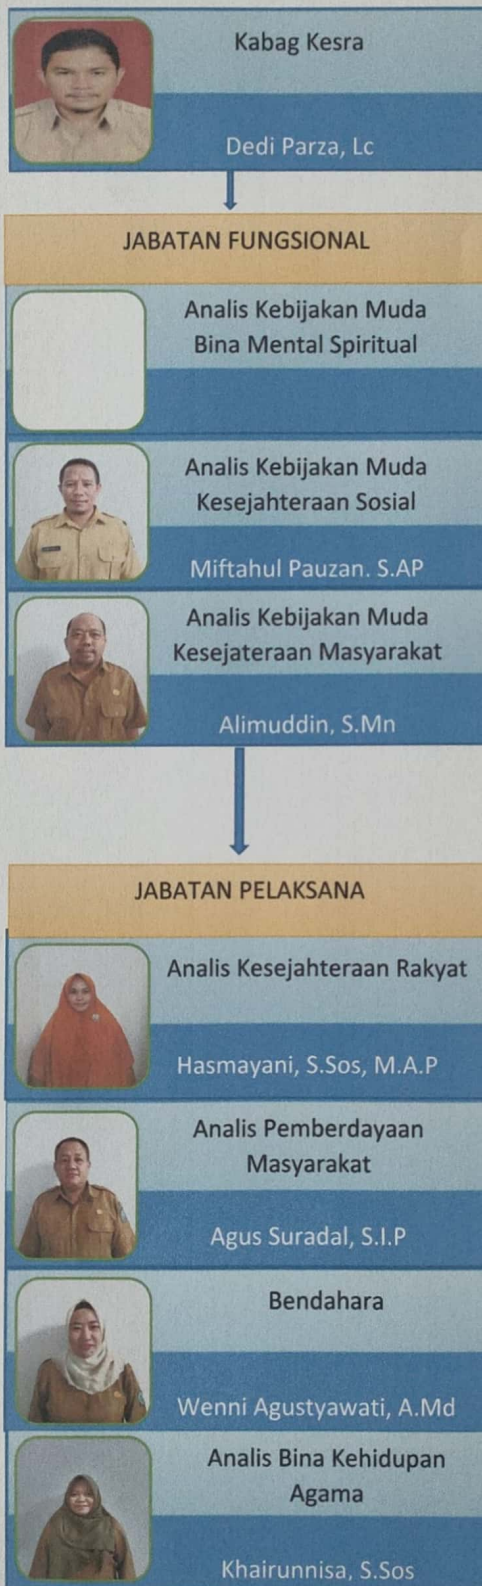 Kabag Kesra
Dedi Parza, Lc
JABATAN FUNGSIONAL
Analis Kebijakan Muda
Bina Mental Spiritual
Analis Kebijakan Muda
Kesejahteraan Sosial
Miftahul Pauzan. S.AP
Analis Kebijakan Muda
Kesejateraan Masyarakat
Alimuddin, S.Mn
JABATAN PELAKSANA
Analis Kesejahteraan Rakyat
Hasmayani, S.Sos, M.A.P
Analis Pemberdayaan
Masyarakat
Agus Suradal, S.I.P
Bendahara
Wenni Agustyawati, A.Md
Analis Bina Kehidupan
Agama
Khairunnisa, S.Sos